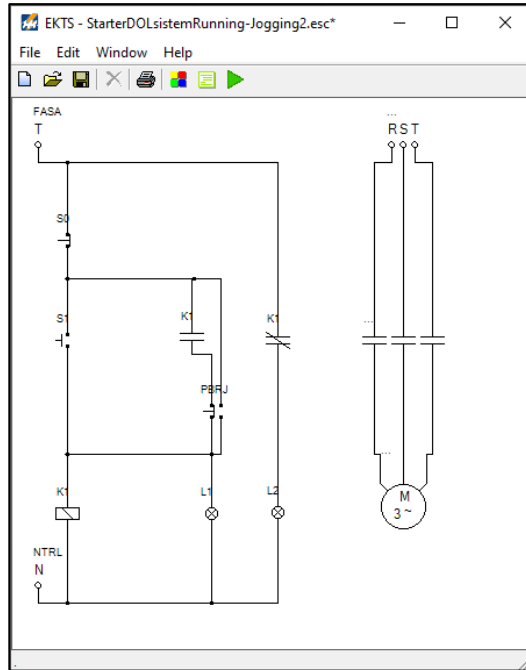 EKTS - StarterDOLsistemRunning-Jogging2.esc*
File Edit Window Help
FASA
T
...
R S T
S0
S1
K1
K1
...
PBRJ
...
K1
L1
L2
M
3 ~
NTRL
N
.